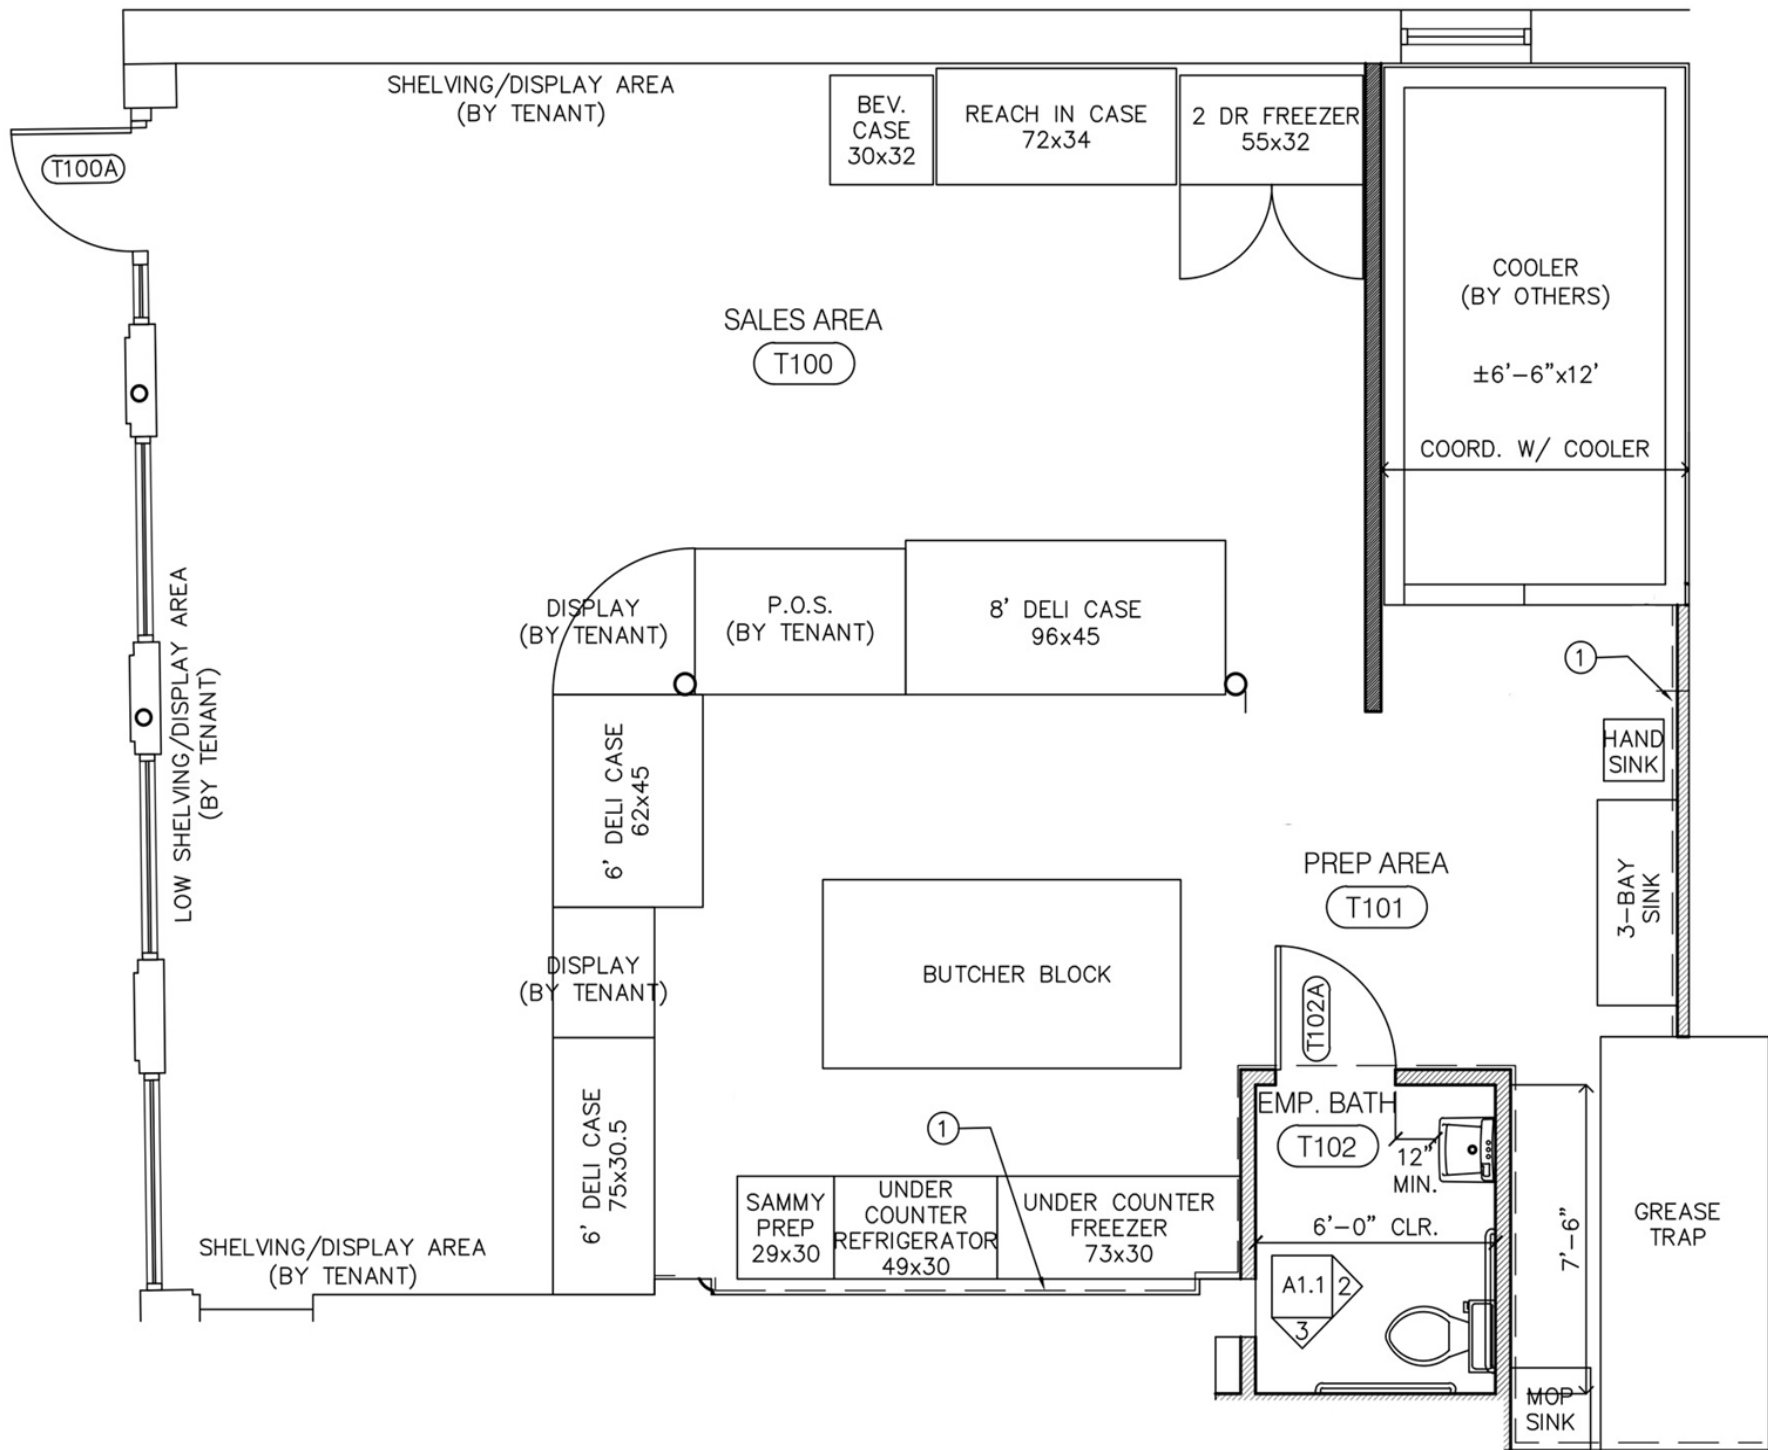 SHELVING/DISPLAY AREA
(BY TENANT)
BEV.
CASE
30x32
REACH IN CASE
72x34
2 DR FREEZER
55x32
T100A
COOLER
(BY OTHERS)
±6'-6"x12'
COORD. W/ COOLER
SALES AREA
T100
LOW SHELVING/DISPLAY AREA
(BY TENANT)
DISPLAY
(BY TENANT)
P.O.S.
(BY TENANT)
8' DELI CASE
96x45
1
HAND
SINK
6' DELI CASE
62x45
3-BAY
SINK
PREP AREA
T101
DISPLAY
(BY TENANT)
BUTCHER BLOCK
T102A
6' DELI CASE
75x30.5
1
EMP. BATH
T102
12"
MIN.
SAMMY
PREP
29x30
UNDER
COUNTER
REFRIGERATOR
49x30
UNDER COUNTER
FREEZER
73x30
6'-0" CLR.
7'-6"
GREASE
TRAP
SHELVING/DISPLAY AREA
(BY TENANT)
A1.1
2
3
MOP
SINK